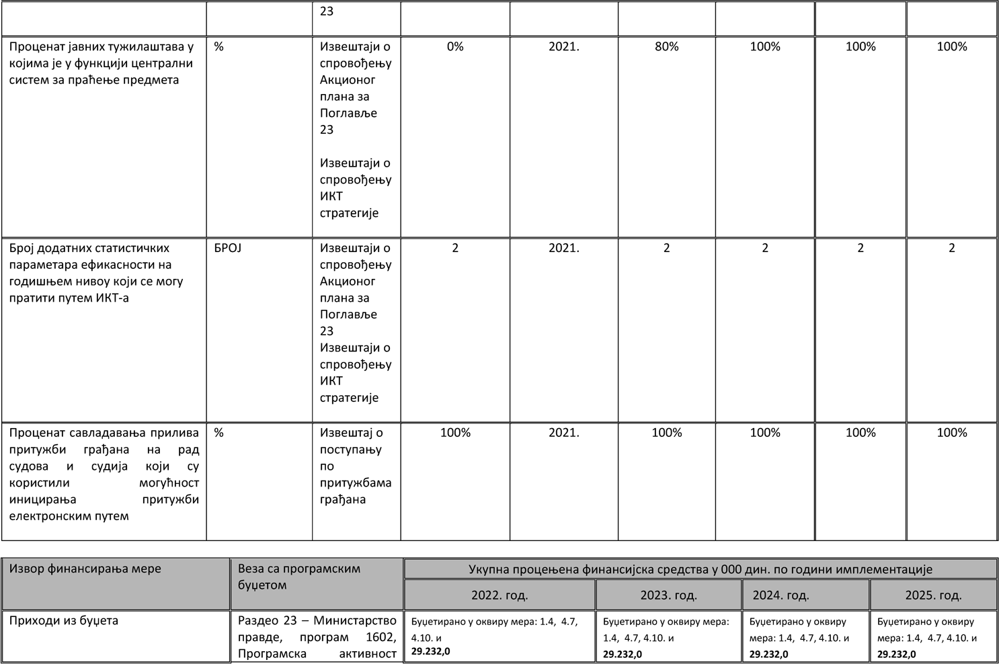 23
Проценат јавних тужилаштава у
којима је у функцији централни
систем за праћење предмета
%
Извештаји о
спровођењу
Акционог
плана за
Поглавље
23
Извештаји о
спровођењу
ИКТ
стратегије
0%
2021.
80%
100%
100%
100%
Број додатних статистичких
параметара ефикасности на
годишњем нивоу који се могу
пратити путем ИКТ-а
БРОЈ
Извештаји о
спровођењу
Акционог
плана за
Поглавље
23
Извештаји о
спровођењу
ИКТ
стратегије
2
2021.
2
2
2
2
Проценат савладавања прилива
притужби грађана на рад
судова и судија који су
користили могућност
иницирања притужби
електронским путем
%
Извештај о
поступању
по
притужбама
грађана
100%
2021.
100%
100%
100%
100%
Извор финансирања мере
Веза са програмским
буџетом
Укупна процењена финансијска средства у 000 дин. по години имплементације
2022. год.
2023. год.
2024. год.
2025. год.
Приходи из буџета
Раздео 23 – Министарство
правде, програм 1602,
Програмска активност
Буџетирано у оквиру мера: 1.4, 4.7,
4.10. и
29.232,0
Буџетирано у оквиру мера:
1.4, 4.7, 4.10. и
29.232,0
Буџетирано у оквиру
мера: 1.4, 4.7, 4.10. и
29.232,0
Буџетирано у оквиру
мера: 1.4, 4.7, 4.10. и
29.232,0